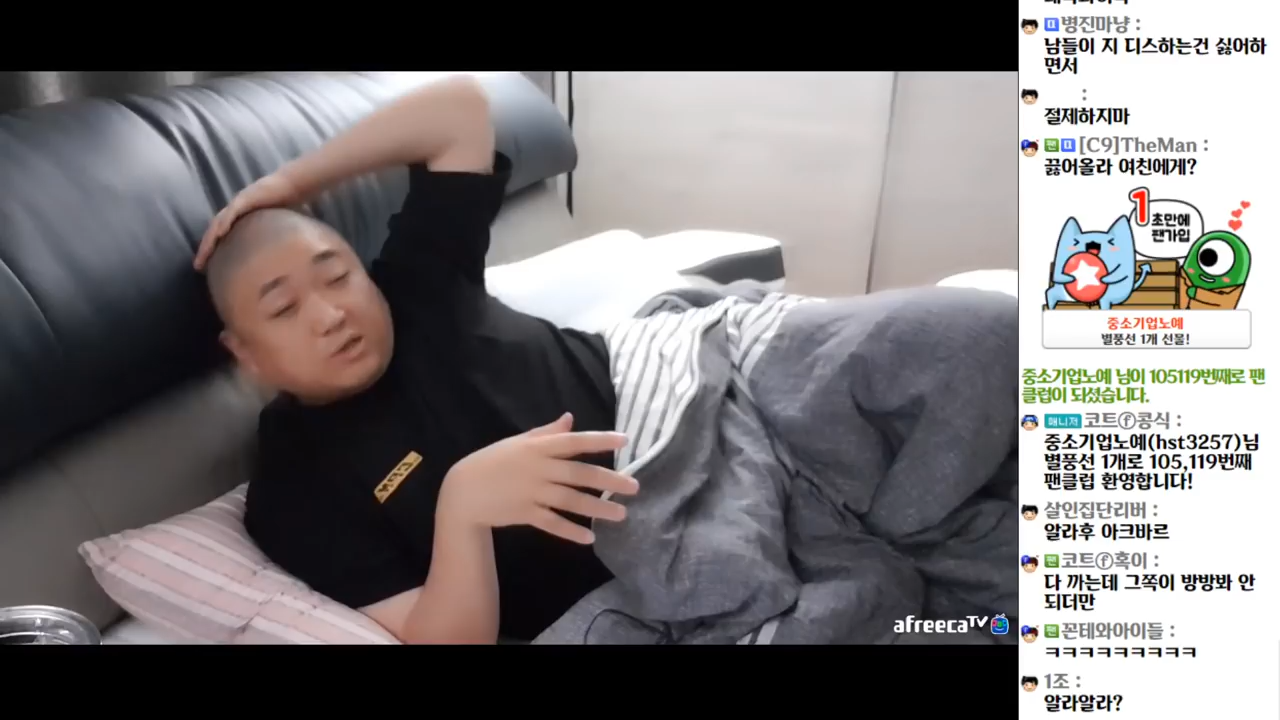 병진마냥 :
남들이 지 디스하는건 싫어하
면서
:
절제하지마
팬 [C9]TheMan :
끓어올라 여친에게?
1
초만에
팬가입
중소기업노예
별풍선 1개 선물!
중소기업노예 님이 105119번째로 팬
클럽이 되셨습니다.
매니저 코트ⓕ콩식 :
중소기업노예(hst3257)님
별풍선 1개로 105,119번째
팬클럽 환영합니다!
살인집단리버 :
알라후 아크바르
팬 코트ⓕ혹이 :
다 까는데 그쪽이 방방봐 안
되더만
팬 꼰테와아이들 :
ㅋㅋㅋㅋㅋㅋㅋㅋㅋ
1조 :
알라알라?
afreecaTV